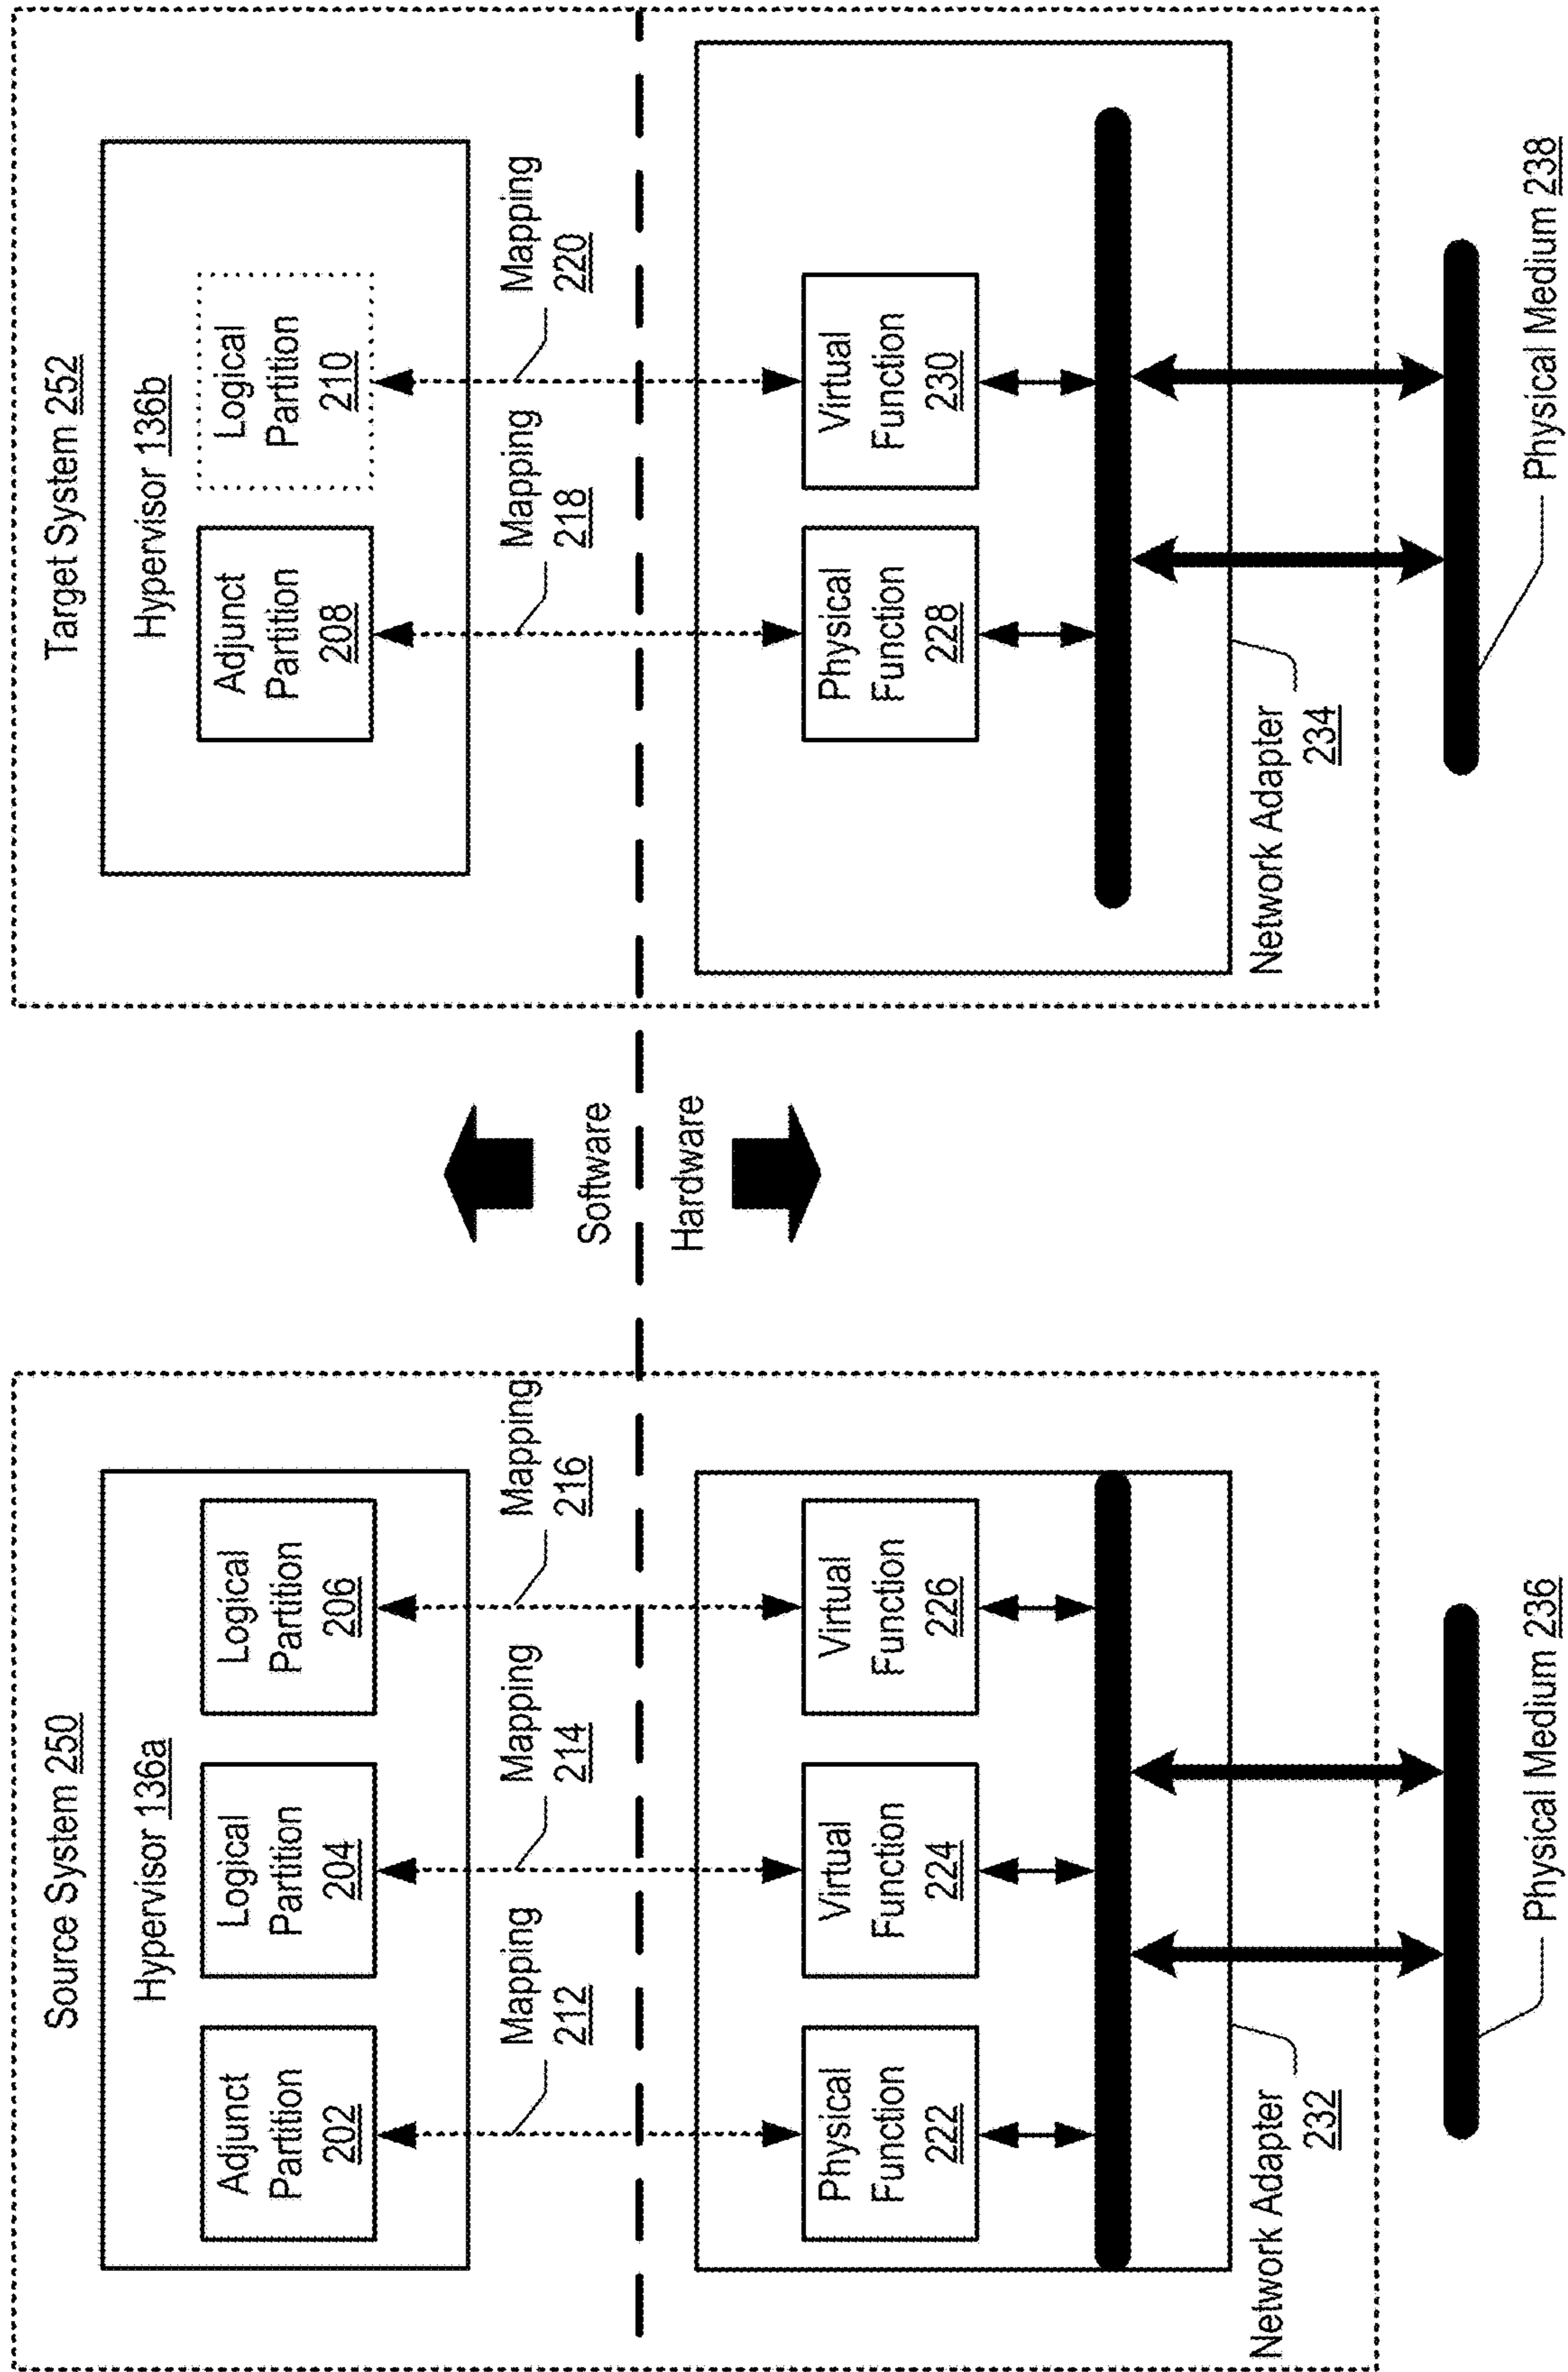 Source System 250
Hypervisor 136a
Adjunct
Partition
202
Logical
Partition
204
Logical
Partition
206
Mapping
212
Mapping
214
Mapping
216
Physical
Function
222
Virtual
Function
224
Virtual
Function
226
Network Adapter
232
Physical Medium 236
Software
Hardware
Target System 252
Hypervisor 136b
Adjunct
Partition
208
Logical
Partition
210
Mapping
218
Mapping
220
Physical
Function
228
Virtual
Function
230
Network Adapter
234
Physical Medium 238